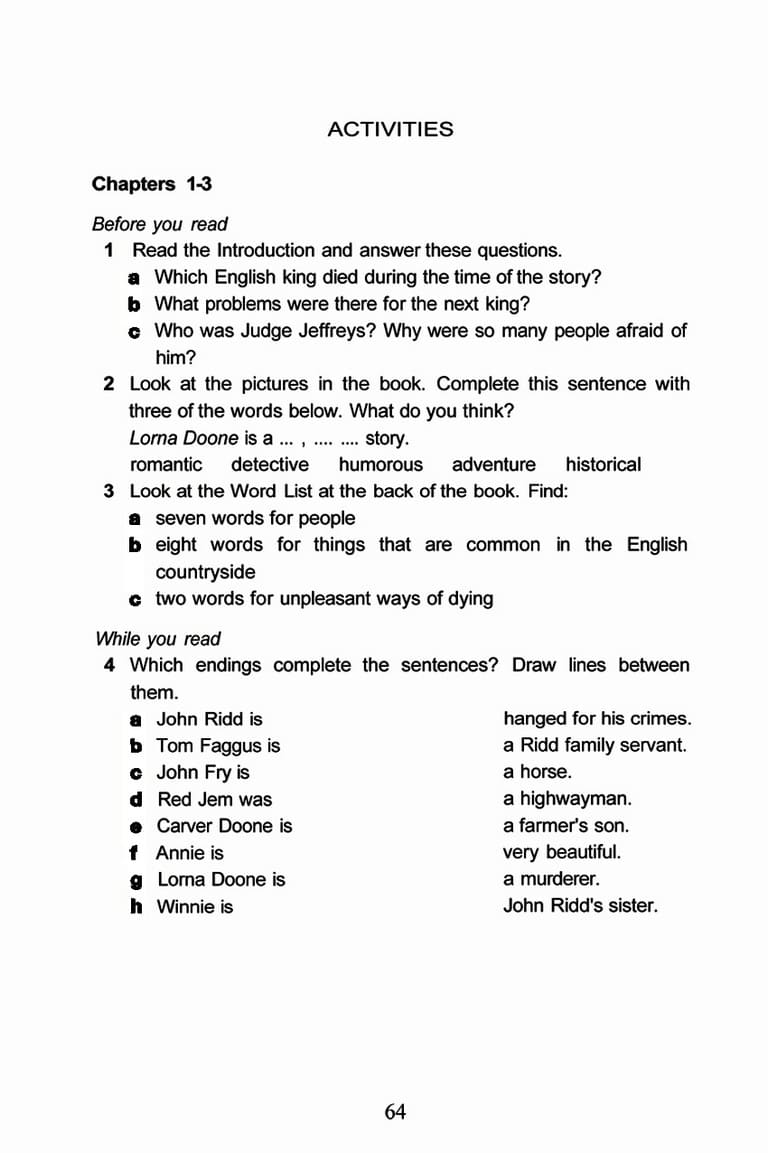 ACTIVITIES
Chapters 1-3
Before you read
1 Read the Introduction and answer these questions.
a Which English king died during the time of the story?
b What problems were there for the next king?
c Who was Judge Jeffreys? Why were so many people afraid of
him?
2 Look at the pictures in the book. Complete this sentence with
three of the words below. What do you think?
Lorna Doone is a ... , .... .... story.
romantic detective humorous adventure historical
3 Look at the Word List at the back of the book. Find:
a seven words for people
b eight words for things that are common in the English
countryside
c two words for unpleasant ways of dying
While you read
4 Which endings complete the sentences? Draw lines between
them.
a John Ridd is hanged for his crimes.
b Tom Faggus is a Ridd family servant.
c John Fry is a horse.
d Red Jem was a highwayman.
e Carver Doone is a farmer's son.
f Annie is very beautiful.
g Lorna Doone is a murderer.
h Winnie is John Ridd's sister.
64